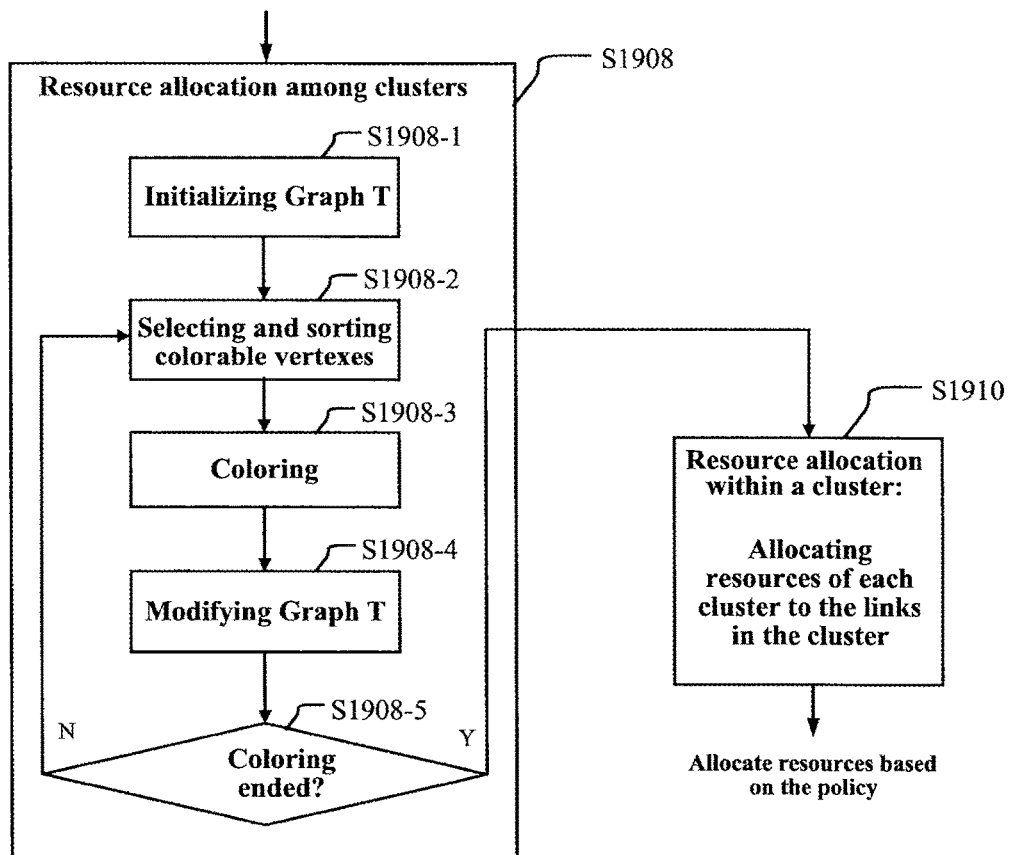 S1908
Resource allocation among clusters
S1908-1
Initializing Graph T
S1908-2
Selecting and sorting
colorable vertexes
S1908-3
Coloring
S1908-4
Modifying Graph T
S1908-5
N
Y
Coloring
ended?
S1910
Resource allocation
within a cluster:
Allocating
resources of each
cluster to the links
in the cluster
Allocate resources based
on the policy